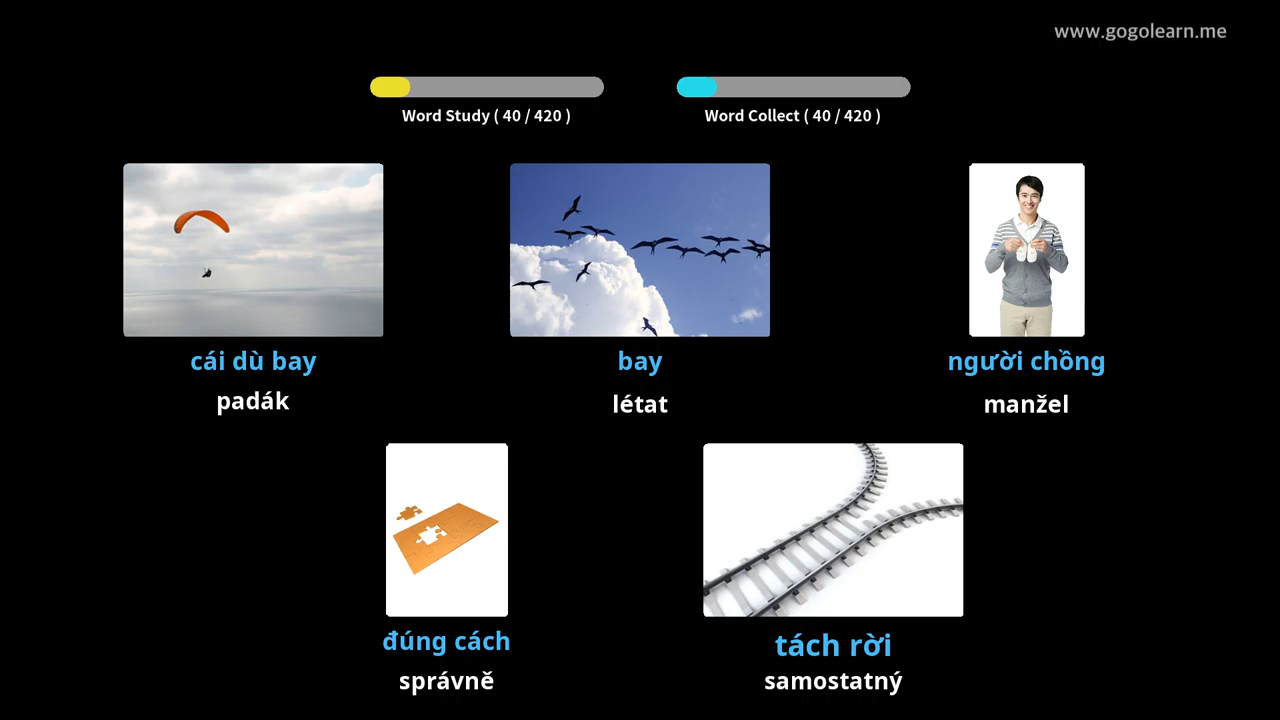 www.gogolearn.me
Word Study ( 40 / 420 )
Word Collect ( 40 / 420 )
cái dù bay
padák
bay
létat
người chồng
manžel
đúng cách
správně
tách rời
samostatný